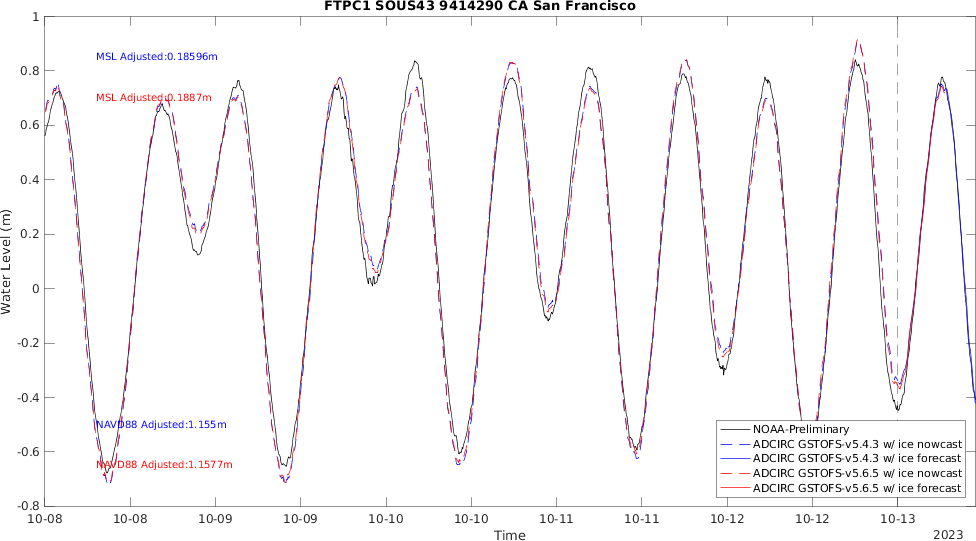 FTPC1 SOUS43 9414290 CA San Francisco
1
0.8
0.6
0.4
0.2
0
-0.2
-0.4
-0.6
-0.8
Water Level (m)
MSL Adjusted:0.18596m
MSL Adjusted:0.1887m
NAVD88 Adjusted:1.155m
NAVD88 Adjusted:1.1577m
NOAA-Preliminary
ADCIRC GSTOFS-v5.4.3 w/ ice nowcast
ADCIRC GSTOFS-v5.4.3 w/ ice forecast
ADCIRC GSTOFS-v5.6.5 w/ ice nowcast
ADCIRC GSTOFS-v5.6.5 w/ ice forecast
10-08 10-08 10-09 10-09 10-10 10-10 10-11 10-11 10-12 10-12 10-13
Time
2023